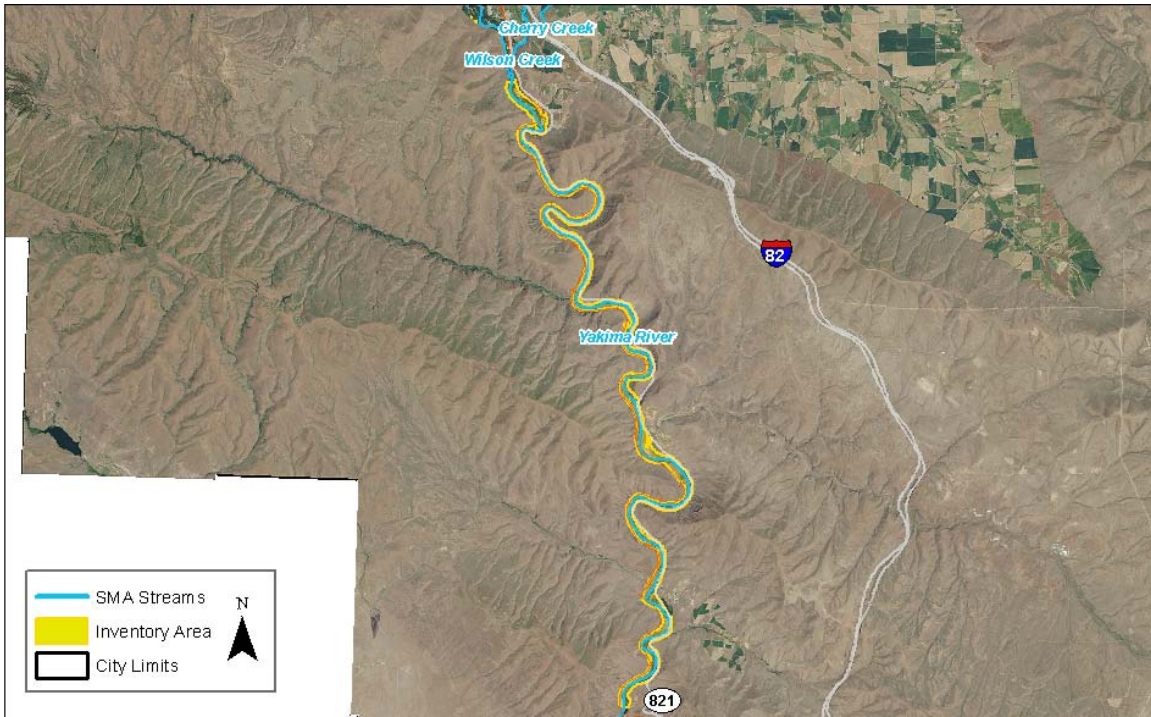 Cherry Creek
Wilson Creek
82
Yakima River
SMA Streams
Inventory Area
City Limits
N
821